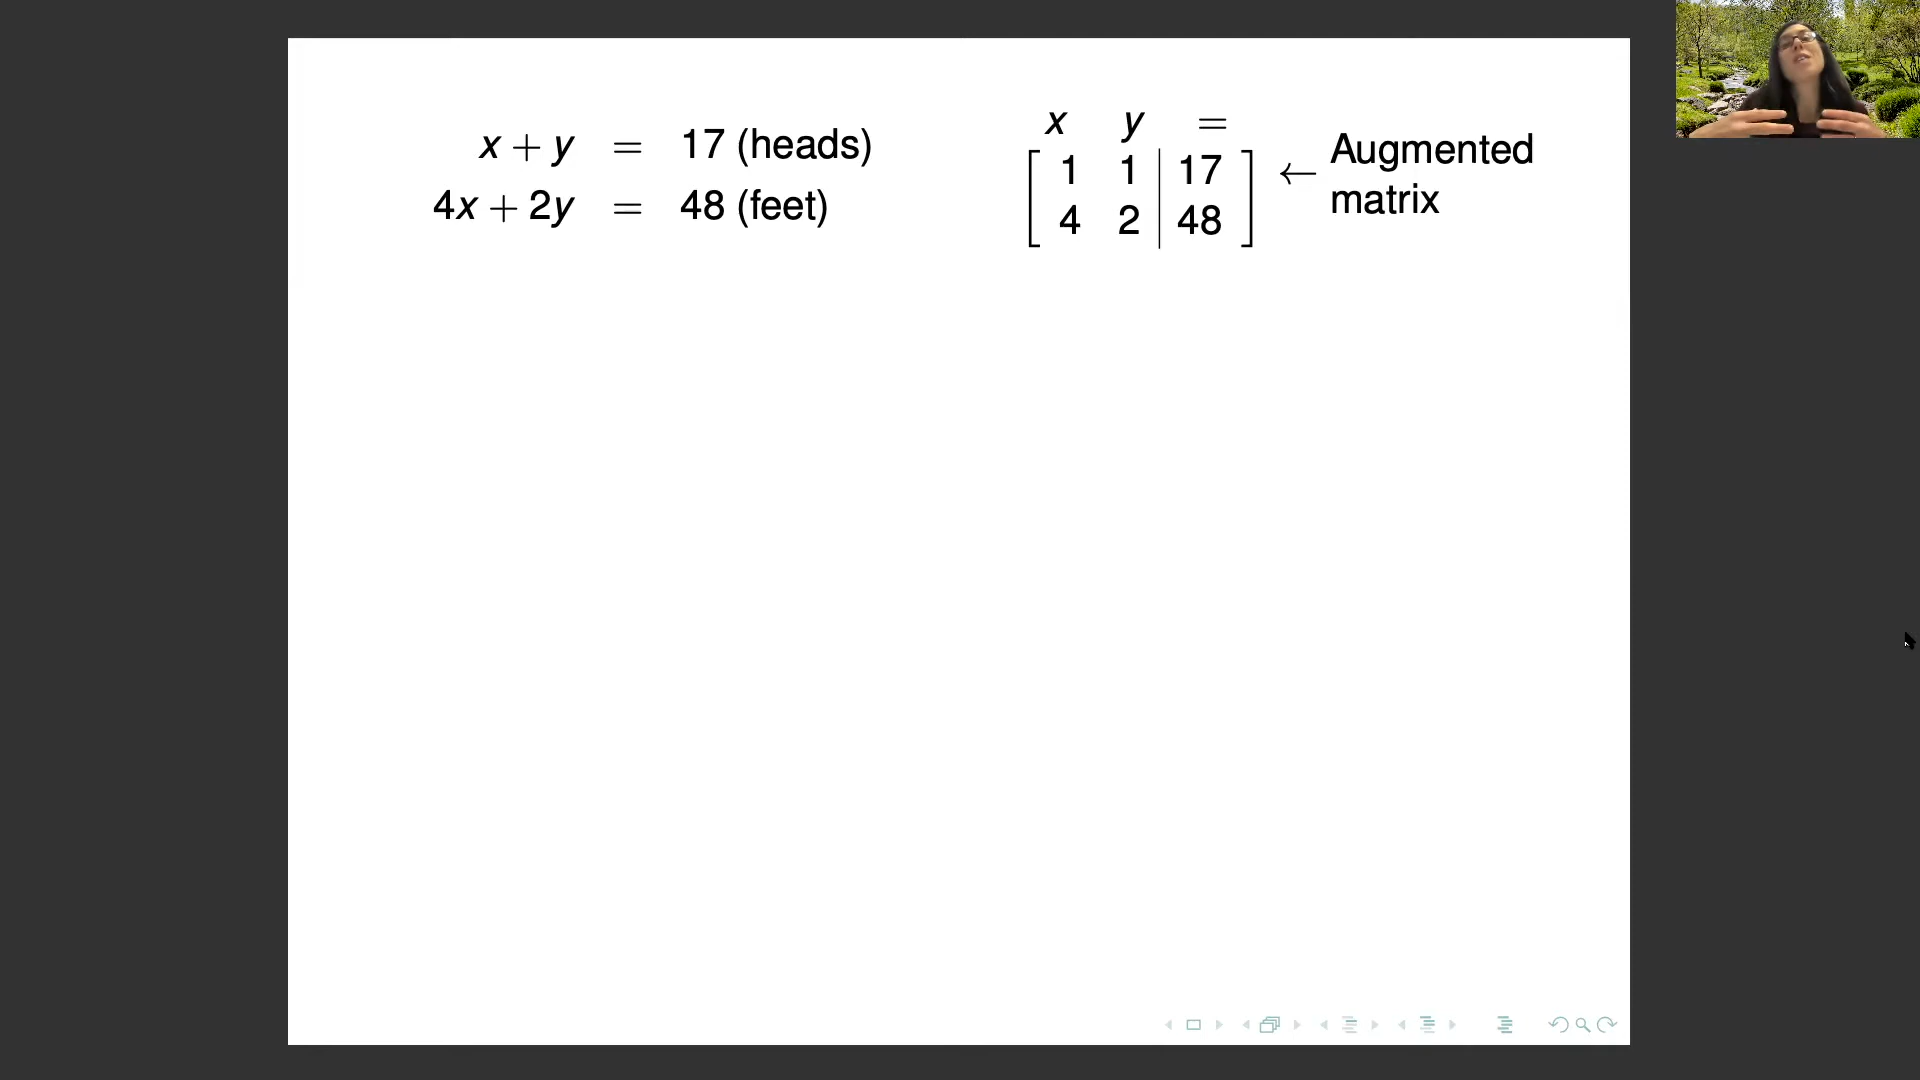 x + y = 17 (heads)
4x + 2y = 48 (feet)
x y =
1 1 | 17
4 2 | 48
← Augmented
matrix